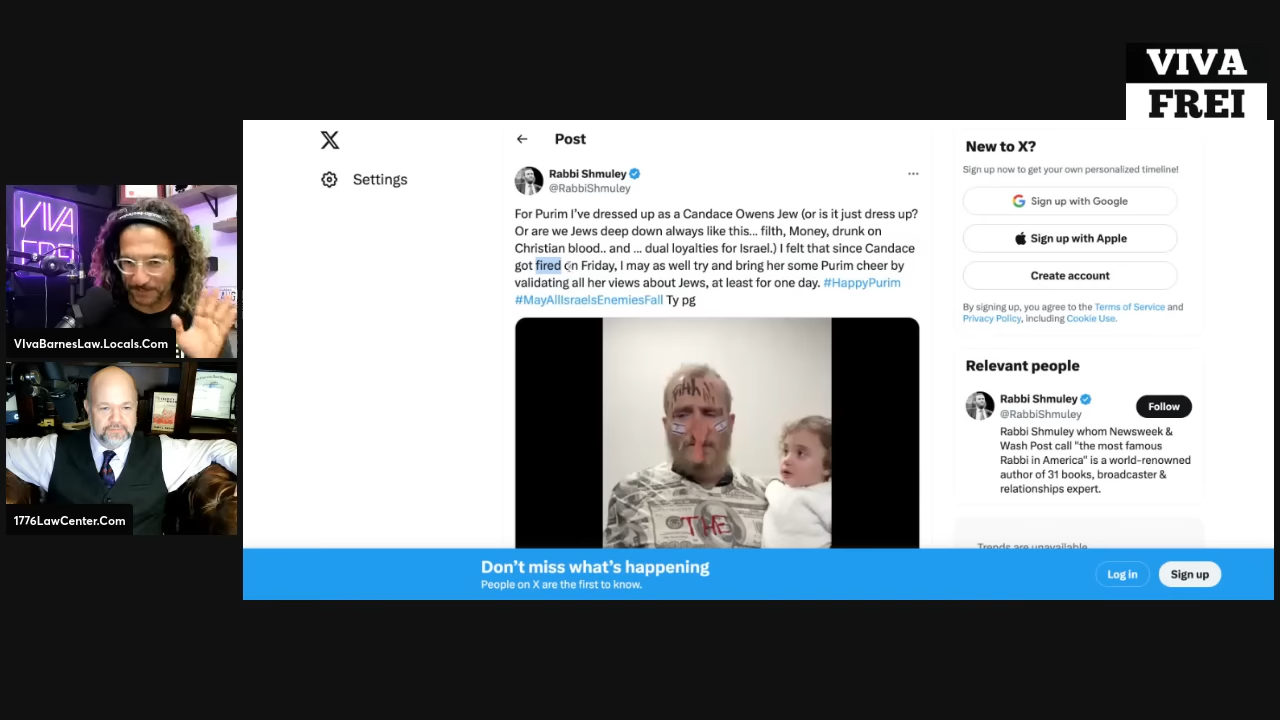 VIVA
FREI
VIVA
FREI
VIvaBarnesLaw.Locals.Com
1776LawCenter.Com
X
Settings
Post
Rabbi Shmuley
@RabbiShmuley
For Purim I've dressed up as a Candace Owens Jew (or is it just dress up?
Or are we Jews deep down always like this... filth, Money, drunk on
Christian blood.. and ... dual loyalties for Israel.) I felt that since Candace
got fired on Friday, I may as well try and bring her some Purim cheer by
validating all her views about Jews, at least for one day. #HappyPurim
#MayAllIsraelsEnemiesFall Ty pg
THE
New to X?
Sign up now to get your own personalized timeline!
Sign up with Google
Sign up with Apple
Create account
By signing up, you agree to the Terms of Service and
Privacy Policy, including Cookie Use.
Relevant people
Rabbi Shmuley
@RabbiShmuley
Follow
Rabbi Shmuley whom Newsweek &
Wash Post call "the most famous
Rabbi in America" is a world-renowned
author of 31 books, broadcaster &
relationships expert.
Trends are unavailable.
Don't miss what's happening
People on X are the first to know.
Log in
Sign up